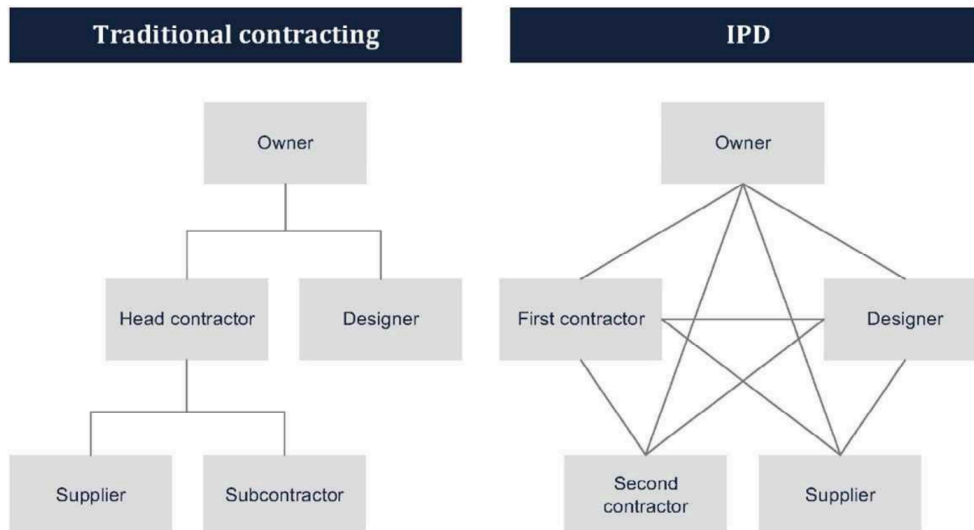 Traditional contracting
Owner
Head contractor
Designer
Supplier
Subcontractor
IPD
Owner
First contractor
Designer
Second
contractor
Supplier